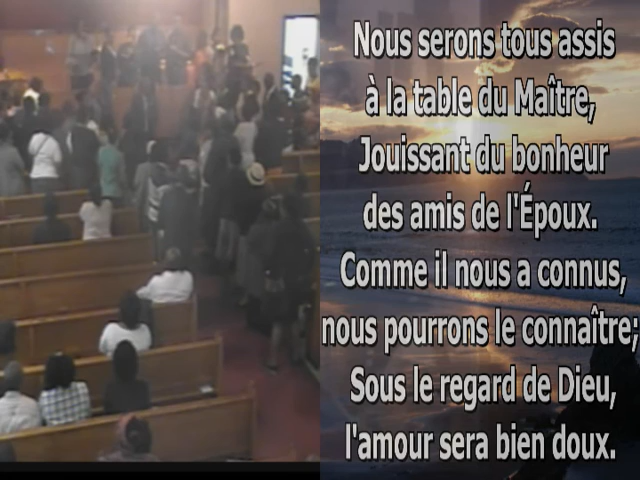 Nous serons tous assis
à la table du Maître,
Jouissant du bonheur
des amis de l'Époux.
Comme il nous a connus,
nous pourrons le connaître;
Sous le regard de Dieu,
l'amour sera bien doux.